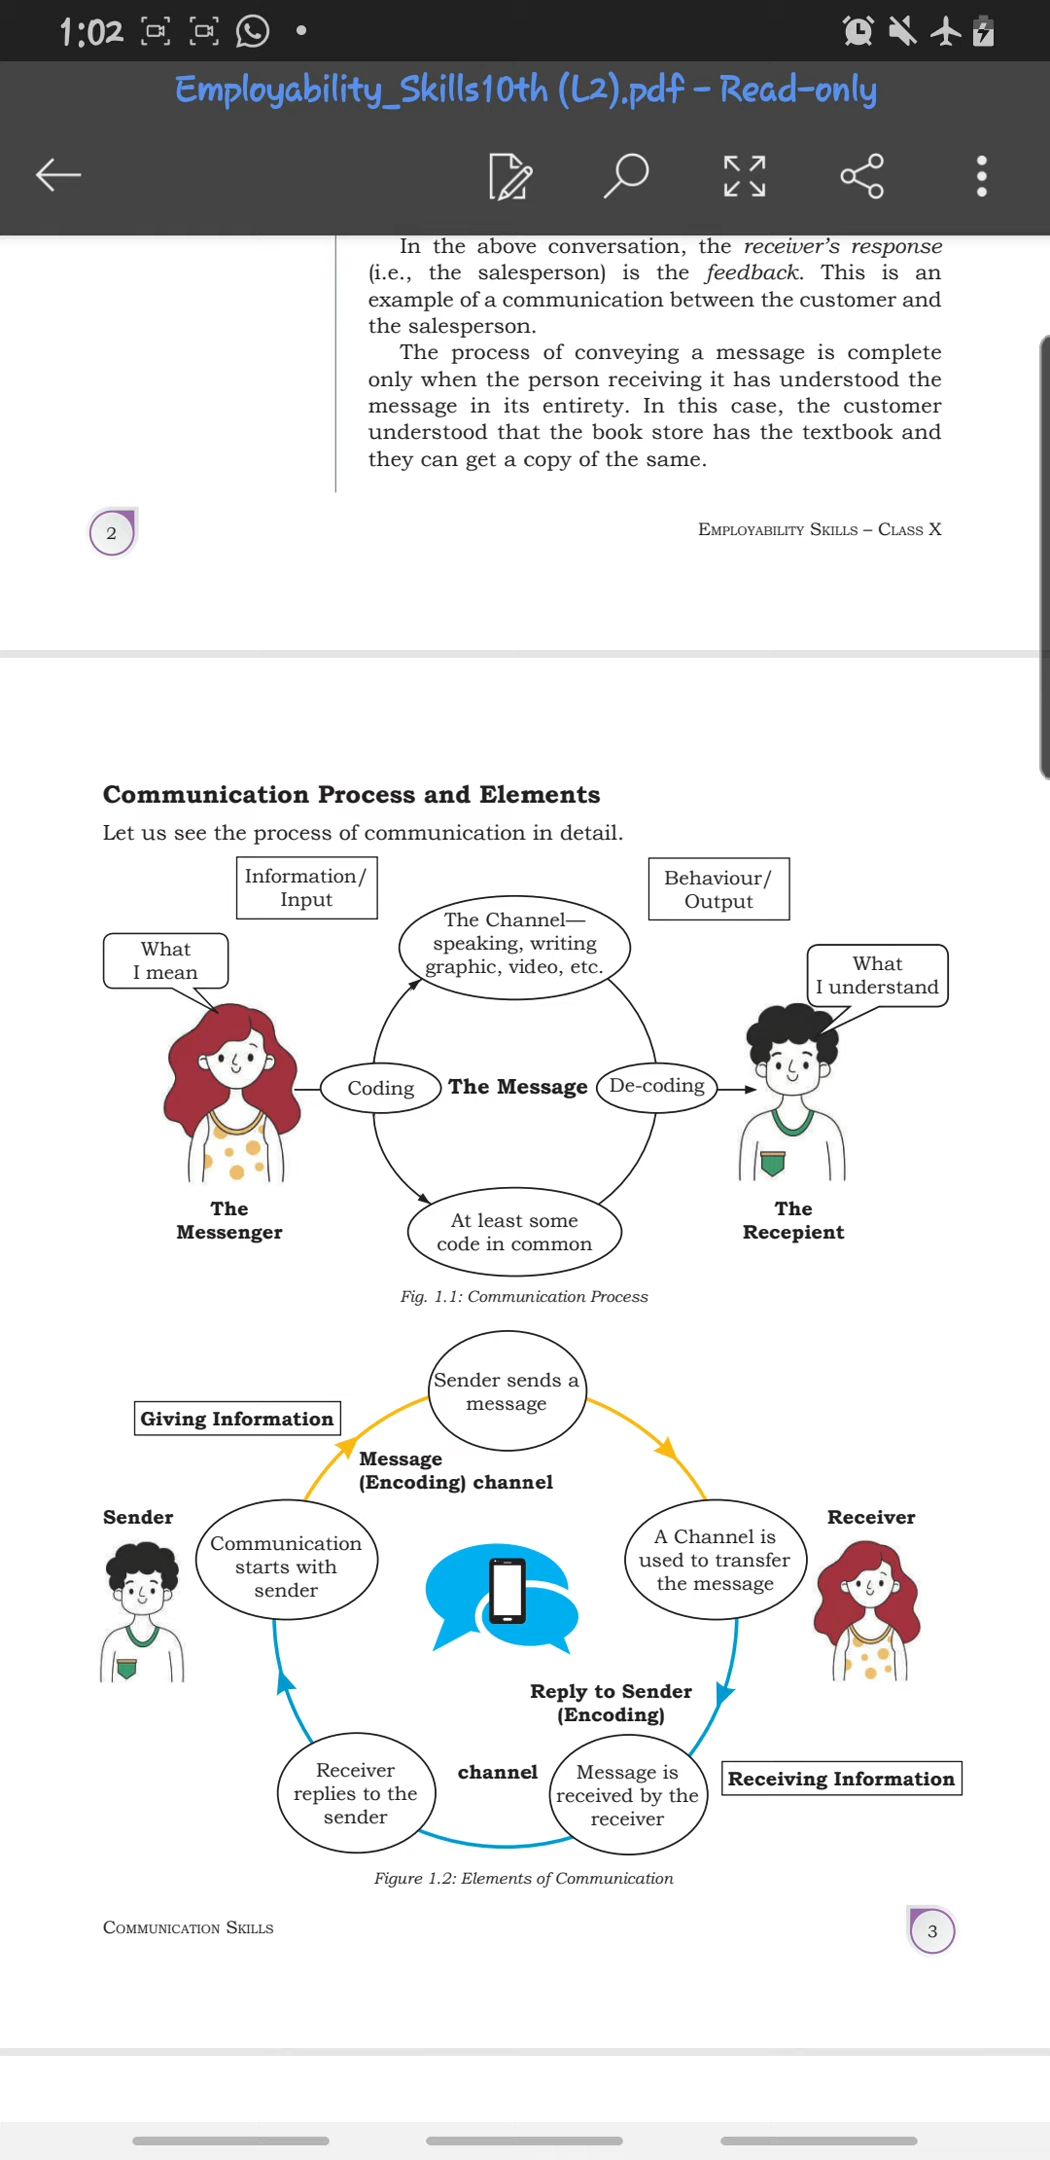 1:02
Employability_Skills10th (L2).pdf – Read-only
In the above conversation, the receiver's response
(i.e., the salesperson) is the feedback. This is an
example of a communication between the customer and
the salesperson.
The process of conveying a message is complete
only when the person receiving it has understood the
message in its entirety. In this case, the customer
understood that the book store has the textbook and
they can get a copy of the same.
2
Employability Skills – Class X
Communication Process and Elements
Let us see the process of communication in detail.
Information/
Input
Behaviour/
Output
The Channel—
speaking, writing
graphic, video, etc.
What
I mean
What
I understand
Coding
The Message
De-coding
The
Messenger
The
Recepient
At least some
code in common
Fig. 1.1: Communication Process
Sender sends a
message
Giving Information
Message
(Encoding) channel
Sender
Communication
starts with
sender
A Channel is
used to transfer
the message
Receiver
Reply to Sender
(Encoding)
Receiver
replies to the
sender
channel
Message is
received by the
receiver
Receiving Information
Figure 1.2: Elements of Communication
Communication Skills
3